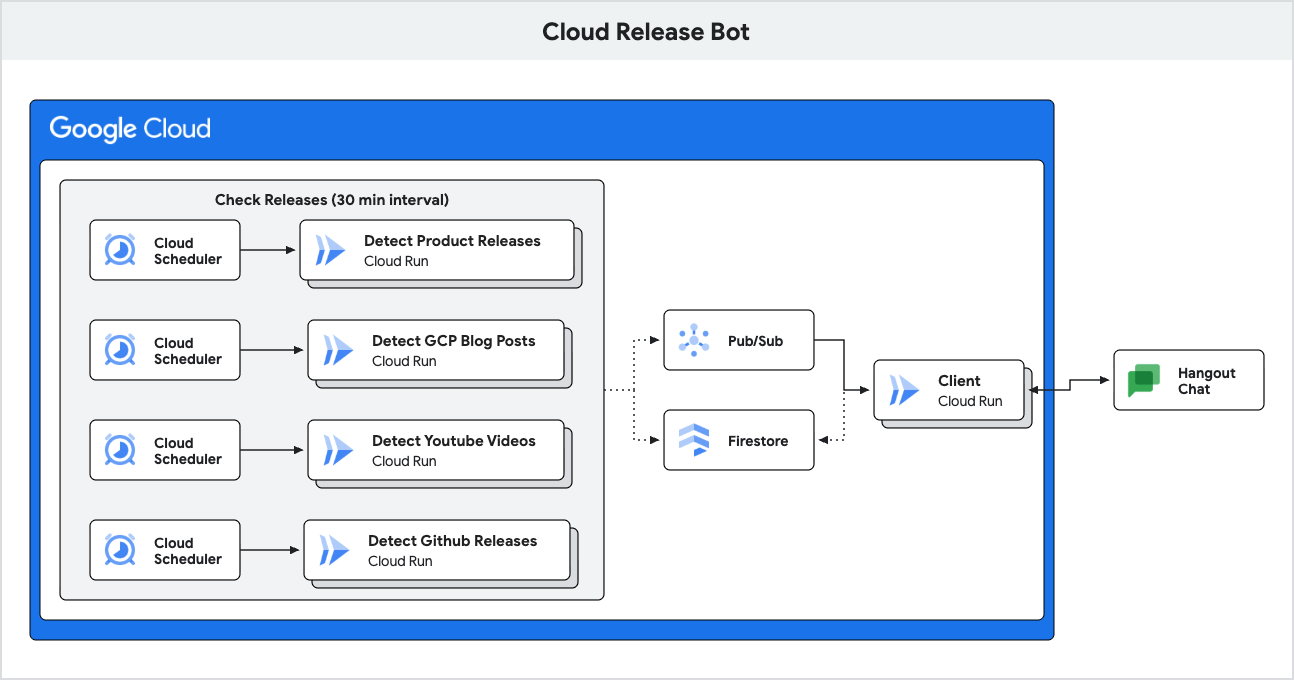 Cloud Release Bot
Google Cloud
Check Releases (30 min interval)
Cloud
Scheduler
Detect Product Releases
Cloud Run
Cloud
Scheduler
Detect GCP Blog Posts
Cloud Run
Cloud
Scheduler
Detect Youtube Videos
Cloud Run
Cloud
Scheduler
Detect Github Releases
Cloud Run
Pub/Sub
Firestore
Client
Cloud Run
Hangout
Chat